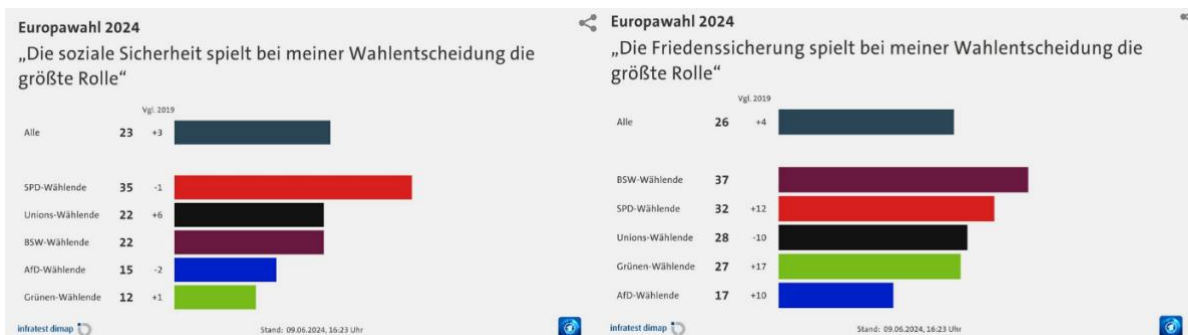 Europawahl 2024
„Die soziale Sicherheit spielt bei meiner Wahlentscheidung die
größte Rolle“
Vgl. 2019
Alle 23 +3
SPD-Wählende 35 -1
Unions-Wählende 22 +6
BSW-Wählende 22
AfD-Wählende 15 -2
Grünen-Wählende 12 +1
infratest dimap
Stand: 09.06.2024, 16:23 Uhr
Europawahl 2024
„Die Friedenssicherung spielt bei meiner Wahlentscheidung die
größte Rolle“
Vgl. 2019
Alle 26 +4
BSW-Wählende 37
SPD-Wählende 32 +12
Unions-Wählende 28 -10
Grünen-Wählende 27 +17
AfD-Wählende 17 +10
infratest dimap
Stand: 09.06.2024, 16:23 Uhr